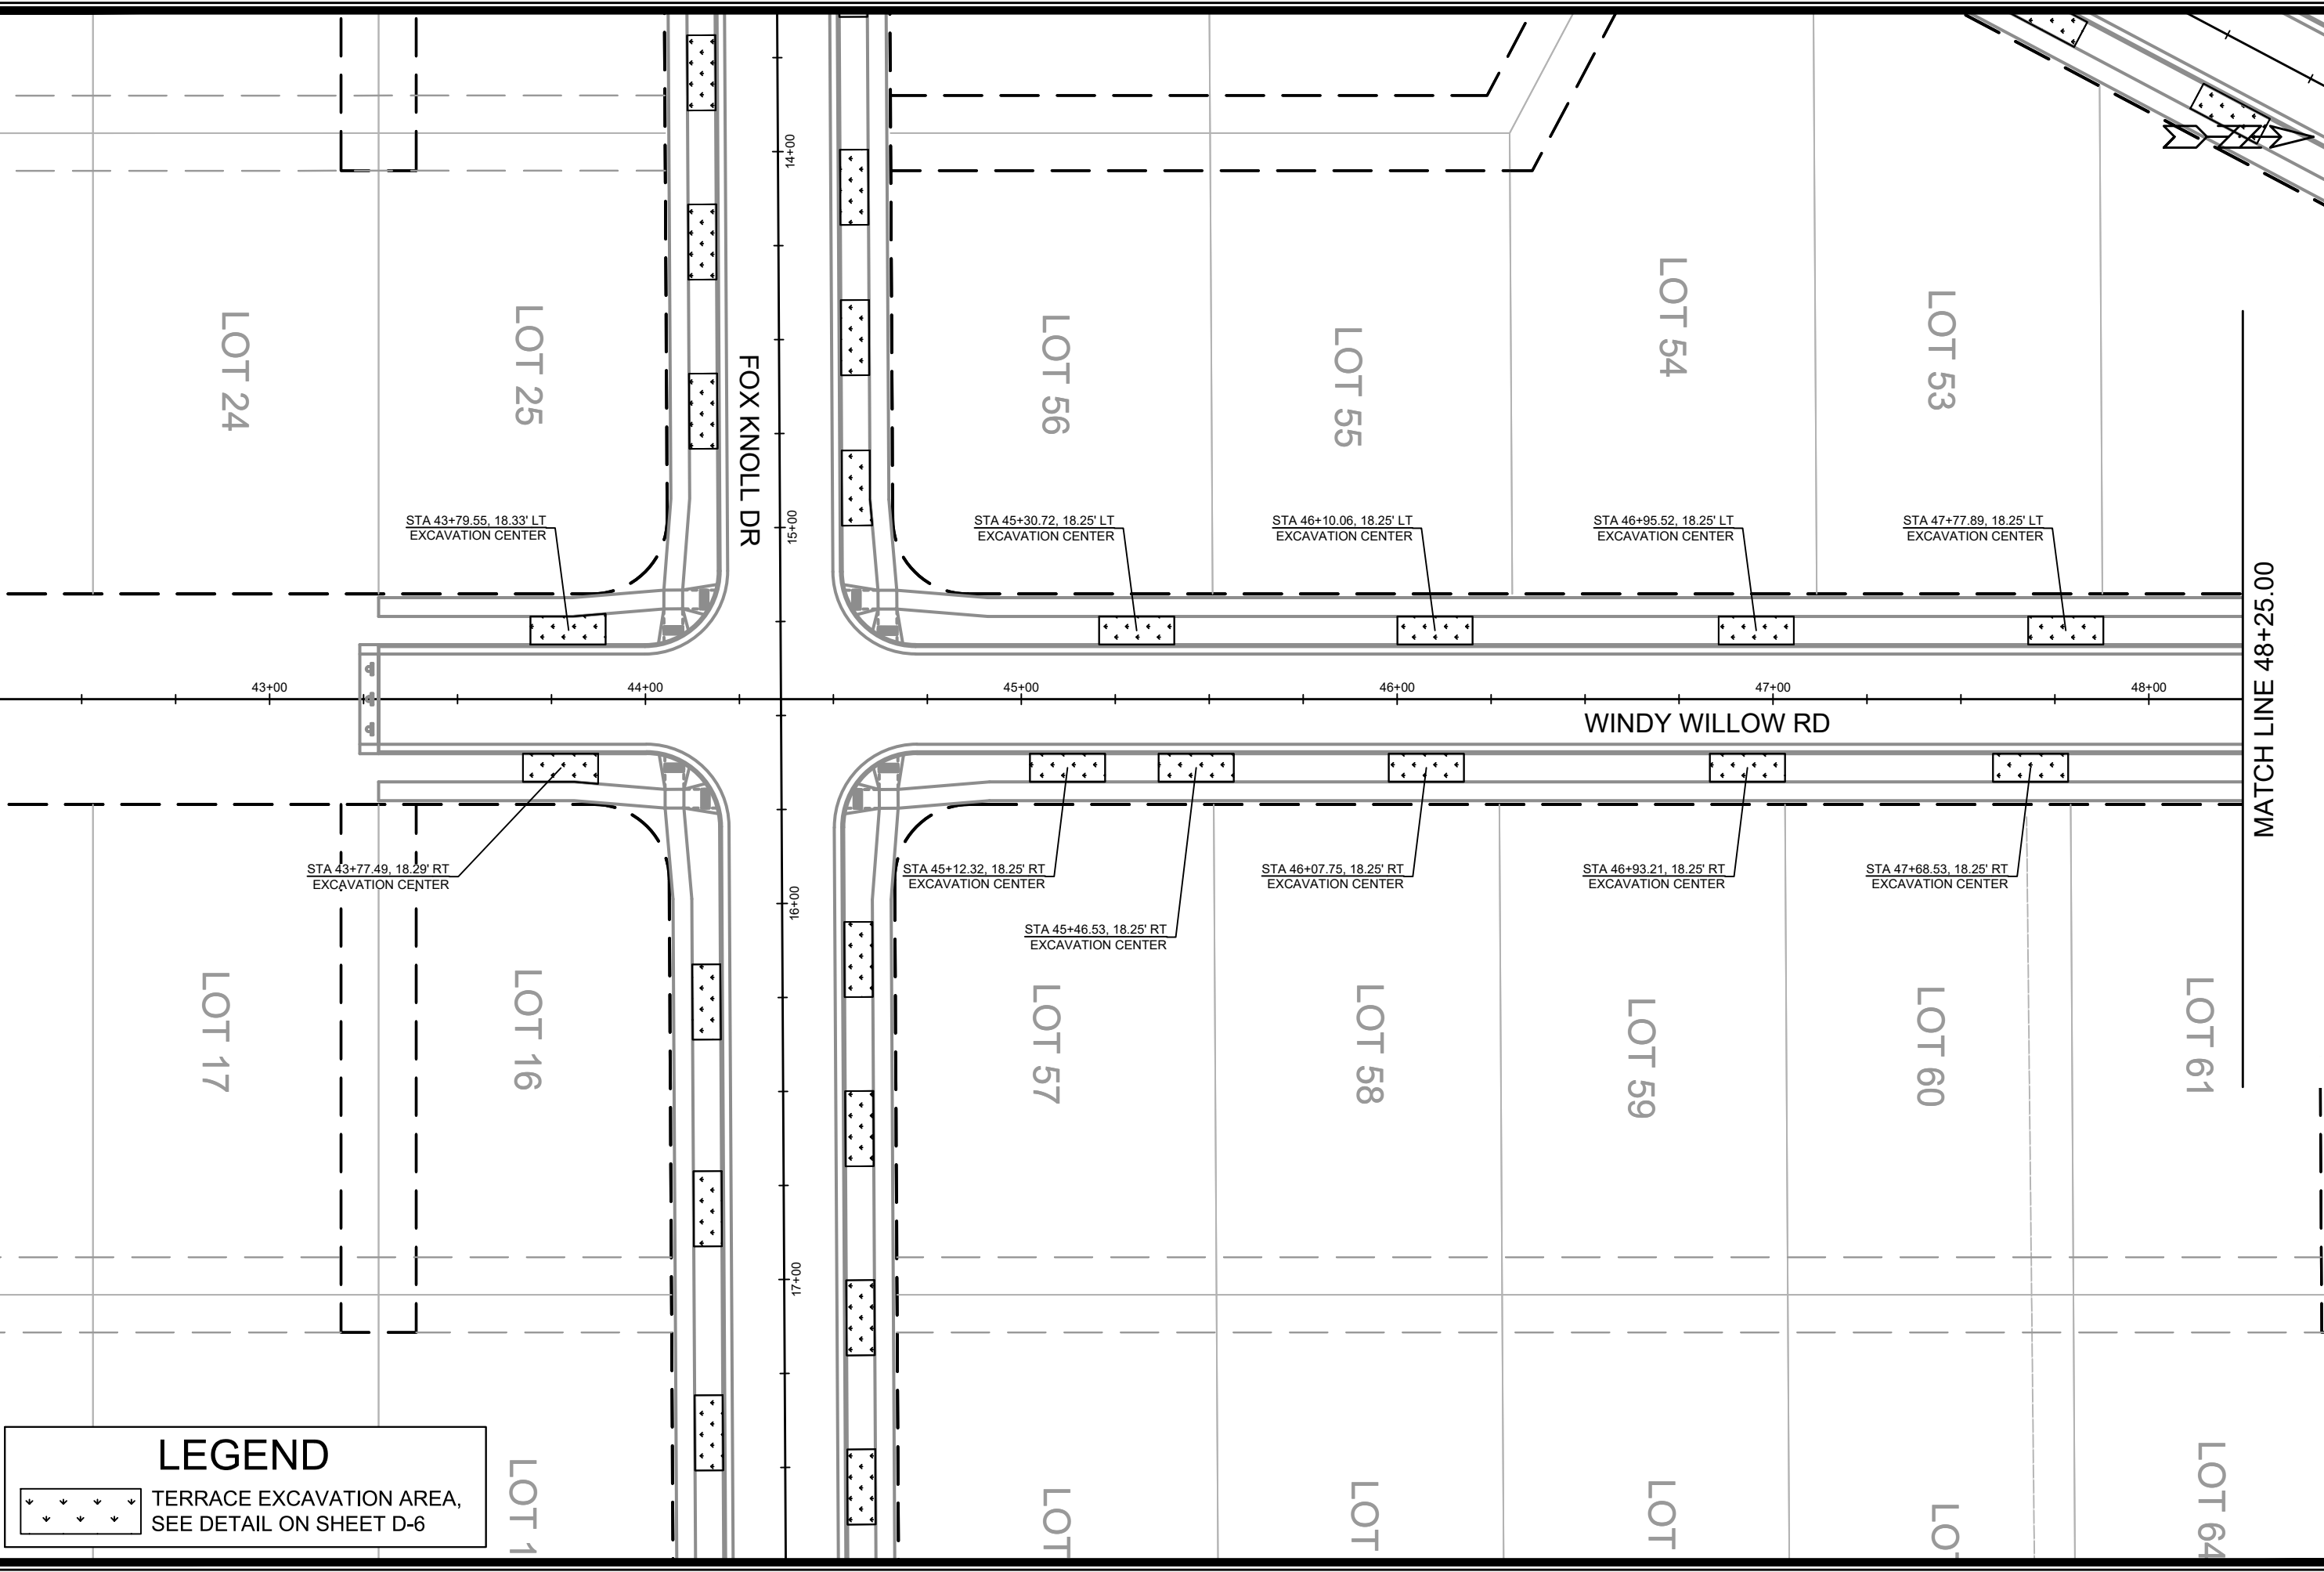 14+00
LOT 24
LOT 25
FOX KNOLL DR
LOT 56
LOT 55
LOT 54
LOT 53
15+00
STA 43+79.55, 18.33' LT
EXCAVATION CENTER
STA 45+30.72, 18.25' LT
EXCAVATION CENTER
STA 46+10.06, 18.25' LT
EXCAVATION CENTER
STA 46+95.52, 18.25' LT
EXCAVATION CENTER
STA 47+77.89, 18.25' LT
EXCAVATION CENTER
MATCH LINE 48+25.00
43+00
44+00
45+00
46+00
47+00
48+00
WINDY WILLOW RD
STA 43+77.49, 18.29' RT
EXCAVATION CENTER
STA 45+12.32, 18.25' RT
EXCAVATION CENTER
STA 46+07.75, 18.25' RT
EXCAVATION CENTER
STA 46+93.21, 18.25' RT
EXCAVATION CENTER
STA 47+68.53, 18.25' RT
EXCAVATION CENTER
16+00
STA 45+46.53, 18.25' RT
EXCAVATION CENTER
LOT 17
LOT 16
LOT 57
LOT 58
LOT 59
LOT 60
LOT 61
17+00
LEGEND
TERRACE EXCAVATION AREA,
SEE DETAIL ON SHEET D-6
LOT 1
LOT
LOT
LOT
LO
LOT 64